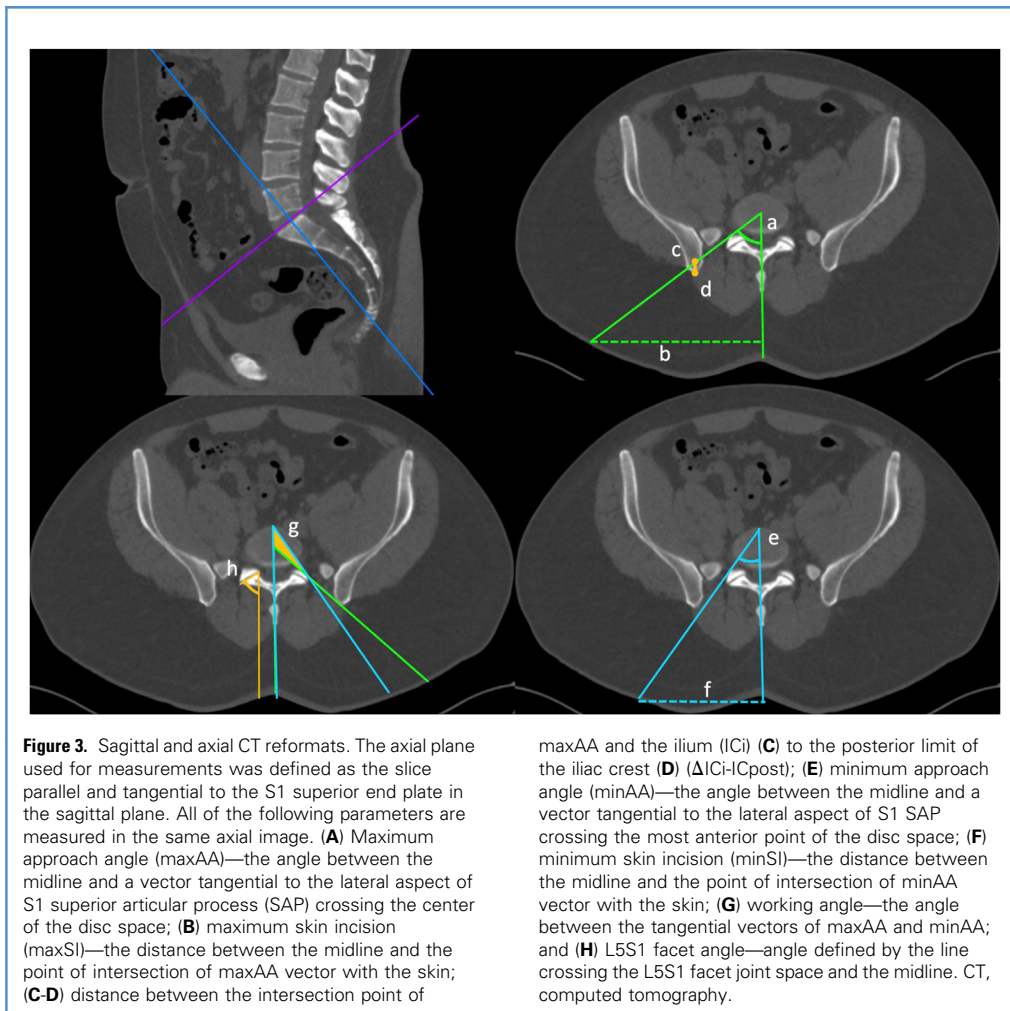 a
c
d
b
g
h
e
f
Figure 3. Sagittal and axial CT reformats. The axial plane
used for measurements was defined as the slice
parallel and tangential to the S1 superior end plate in
the sagittal plane. All of the following parameters are
measured in the same axial image. (A) Maximum
approach angle (maxAA)—the angle between the
midline and a vector tangential to the lateral aspect of
S1 superior articular process (SAP) crossing the center
of the disc space; (B) maximum skin incision
(maxSI)—the distance between the midline and the
point of intersection of maxAA vector with the skin;
(C-D) distance between the intersection point of
maxAA and the ilium (ICi) (C) to the posterior limit of
the iliac crest (D) (ΔICi-ICpost); (E) minimum approach
angle (minAA)—the angle between the midline and a
vector tangential to the lateral aspect of S1 SAP
crossing the most anterior point of the disc space; (F)
minimum skin incision (minSI)—the distance between
the midline and the point of intersection of minAA
vector with the skin; (G) working angle—the angle
between the tangential vectors of maxAA and minAA;
and (H) L5S1 facet angle—angle defined by the line
crossing the L5S1 facet joint space and the midline. CT,
computed tomography.